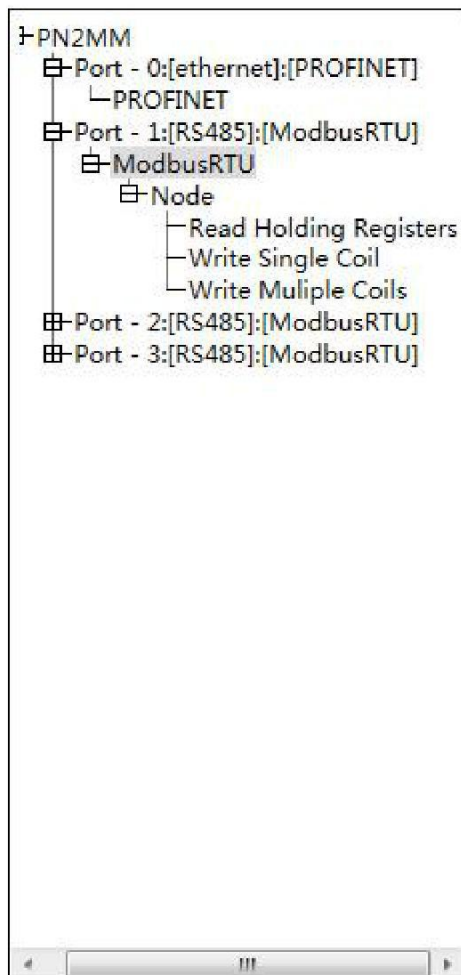 PN2MM
Port - 0:[ethernet]:[PROFINET]
PROFINET
Port - 1:[RS485]:[ModbusRTU]
ModbusRTU
Node
Read Holding Registers
Write Single Coil
Write Muliple Coils
Port - 2:[RS485]:[ModbusRTU]
Port - 3:[RS485]:[ModbusRTU]